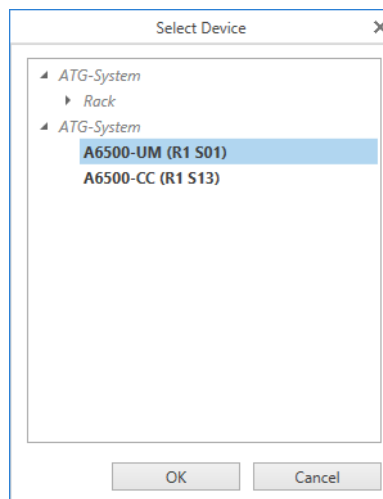 Select Device
ATG-System
Rack
ATG-System
A6500-UM (R1 S01)
A6500-CC (R1 S13)
OK
Cancel